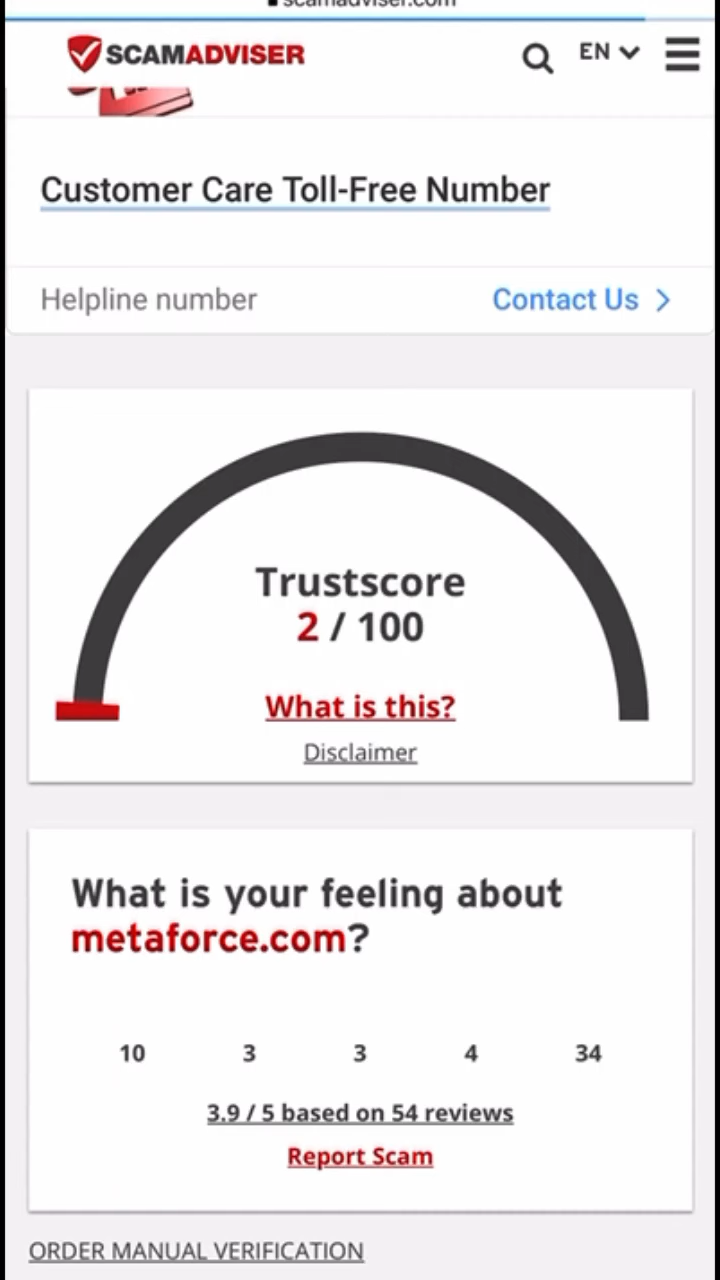 scamadviser.com
SCAMADVISER
EN
Customer Care Toll-Free Number
Helpline number
Contact Us
Trustscore
2 / 100
What is this?
Disclaimer
What is your feeling about
metaforce.com?
10 3 3 4 34
3.9 / 5 based on 54 reviews
Report Scam
ORDER MANUAL VERIFICATION